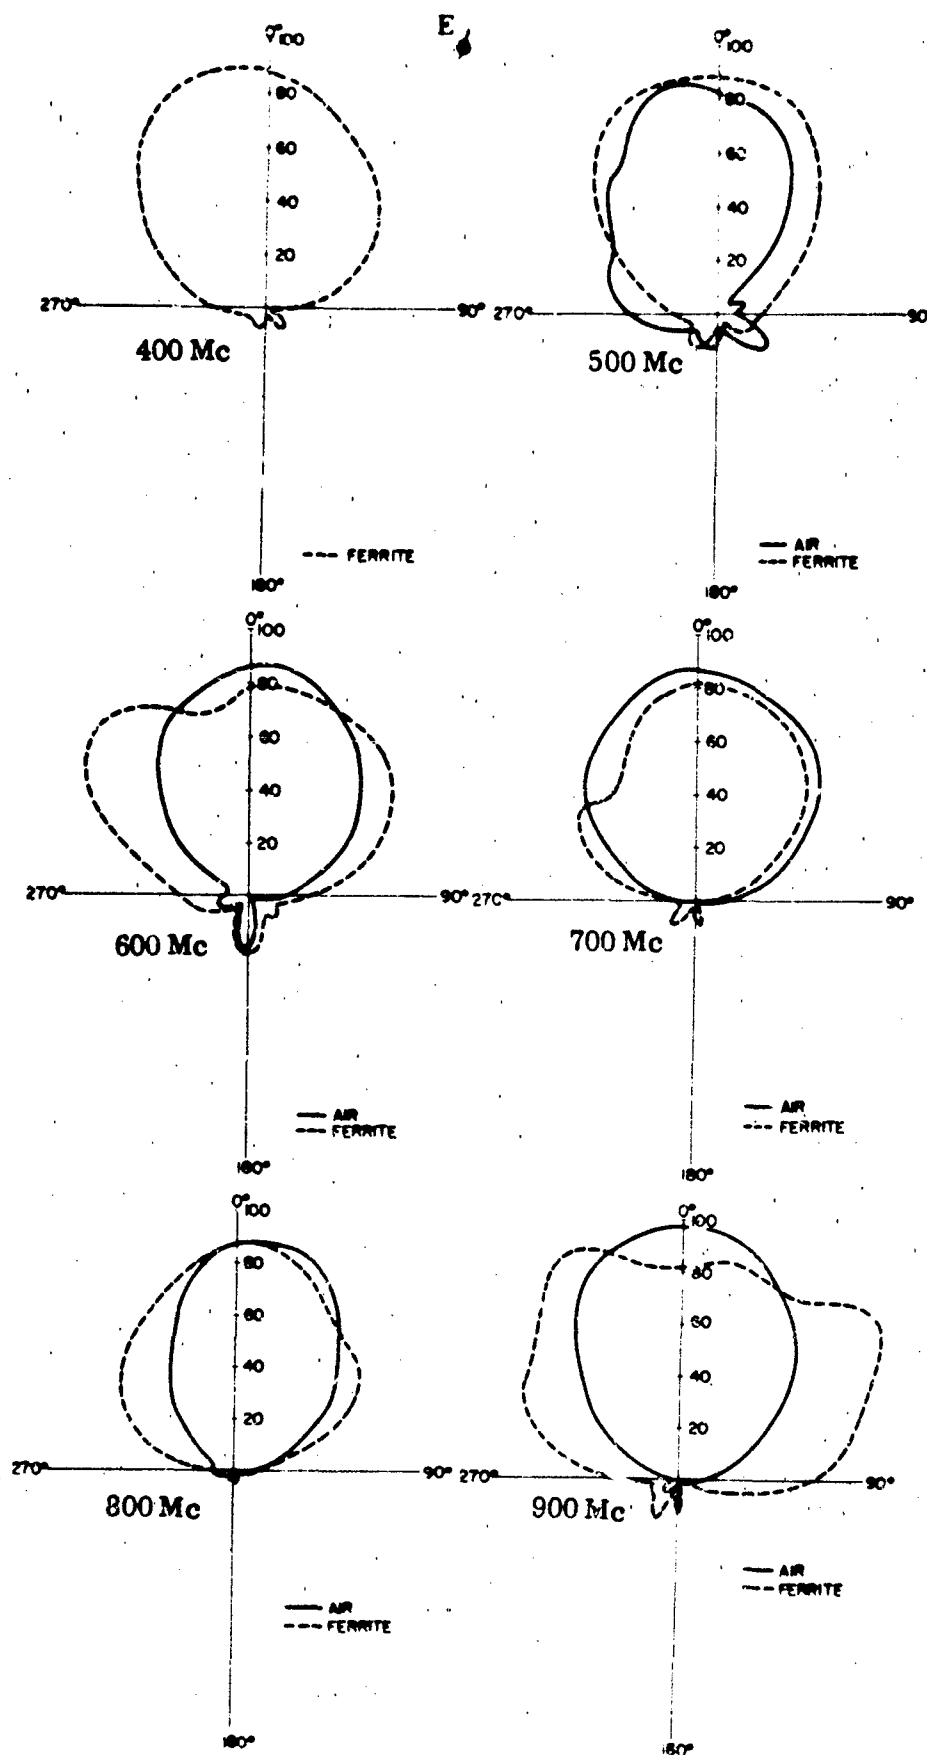 E φ
0° 100
80
60
40
20
270° 90°
400 Mc
--- FERRITE
180°
0° 100
80
60
40
20
270° 90
500 Mc
— AIR
--- FERRITE
180°
0° 100
80
60
40
20
270° 90°
600 Mc
— AIR
--- FERRITE
180°
0° 100
80
60
40
20
270° 90°
700 Mc
— AIR
--- FERRITE
180°
0° 100
80
60
40
20
270° 90°
800 Mc
— AIR
--- FERRITE
180°
0° 100
80
60
40
20
270° 90°
900 Mc
— AIR
--- FERRITE
180°